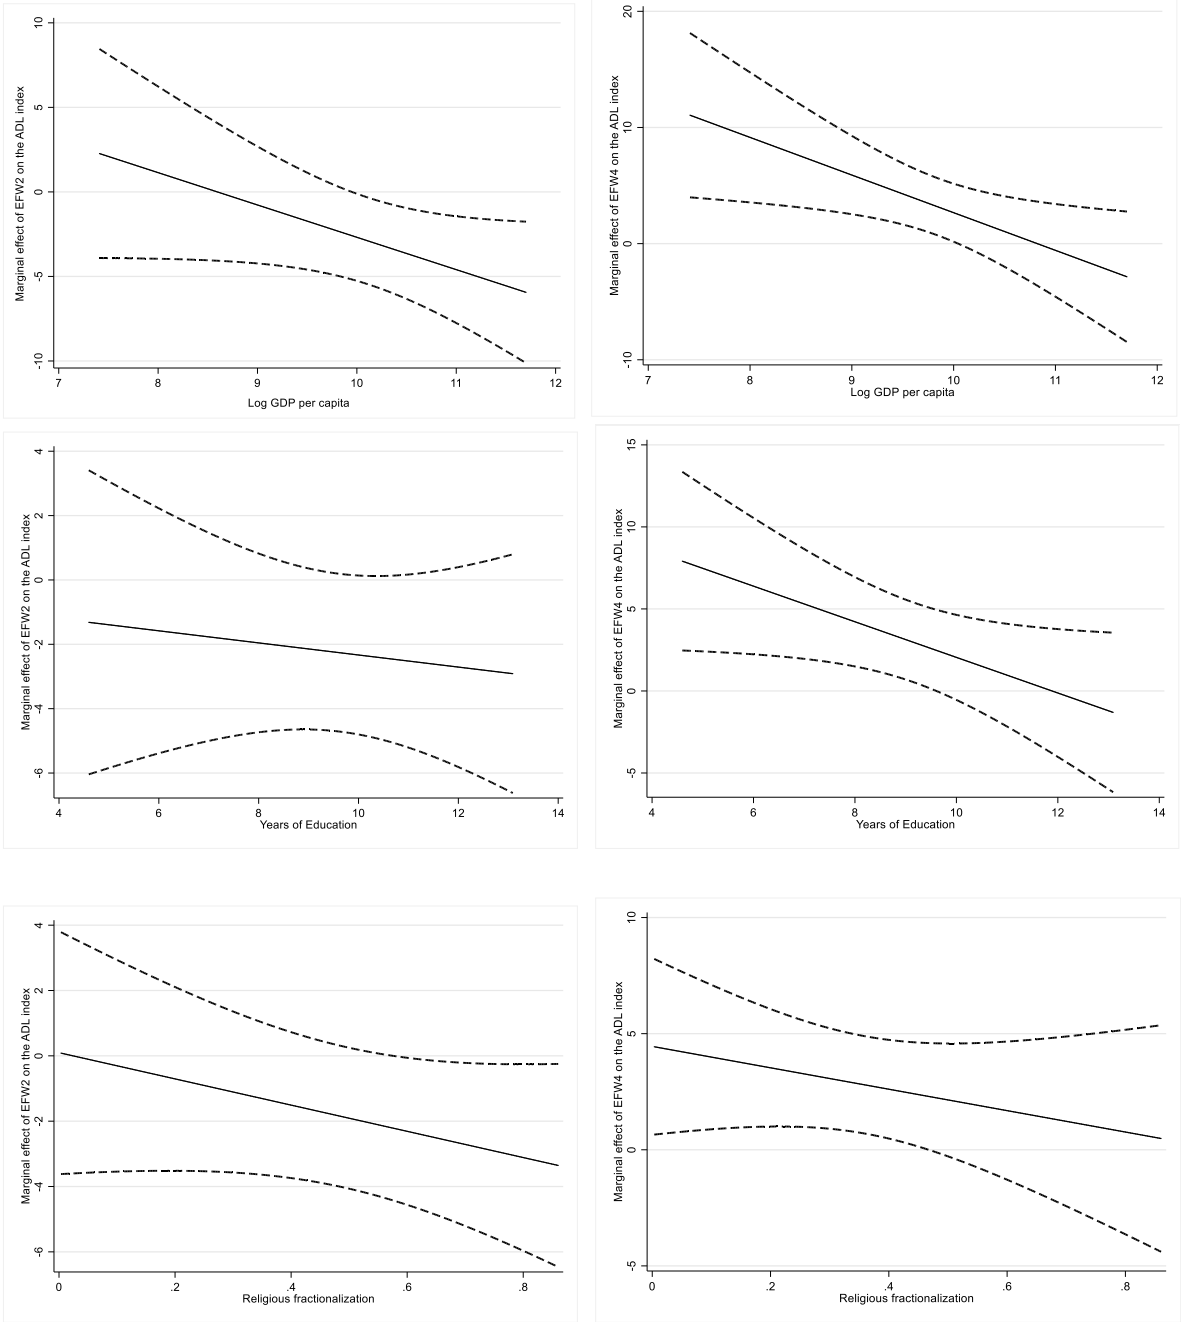 Marginal effect of EFW2 on the ADL index
10
5
0
-5
-10
7 8 9 10 11 12
Log GDP per capita
Marginal effect of EFW4 on the ADL index
20
10
0
-10
7 8 9 10 11 12
Log GDP per capita
Marginal effect of EFW2 on the ADL index
4
2
0
-2
-4
-6
4 6 8 10 12 14
Years of Education
Marginal effect of EFW4 on the ADL index
15
10
5
0
-5
4 6 8 10 12 14
Years of Education
Marginal effect of EFW2 on the ADL index
4
2
0
-2
-4
-6
0 .2 .4 .6 .8
Religious fractionalization
Marginal effect of EFW4 on the ADL index
10
5
0
-5
0 .2 .4 .6 .8
Religious fractionalization